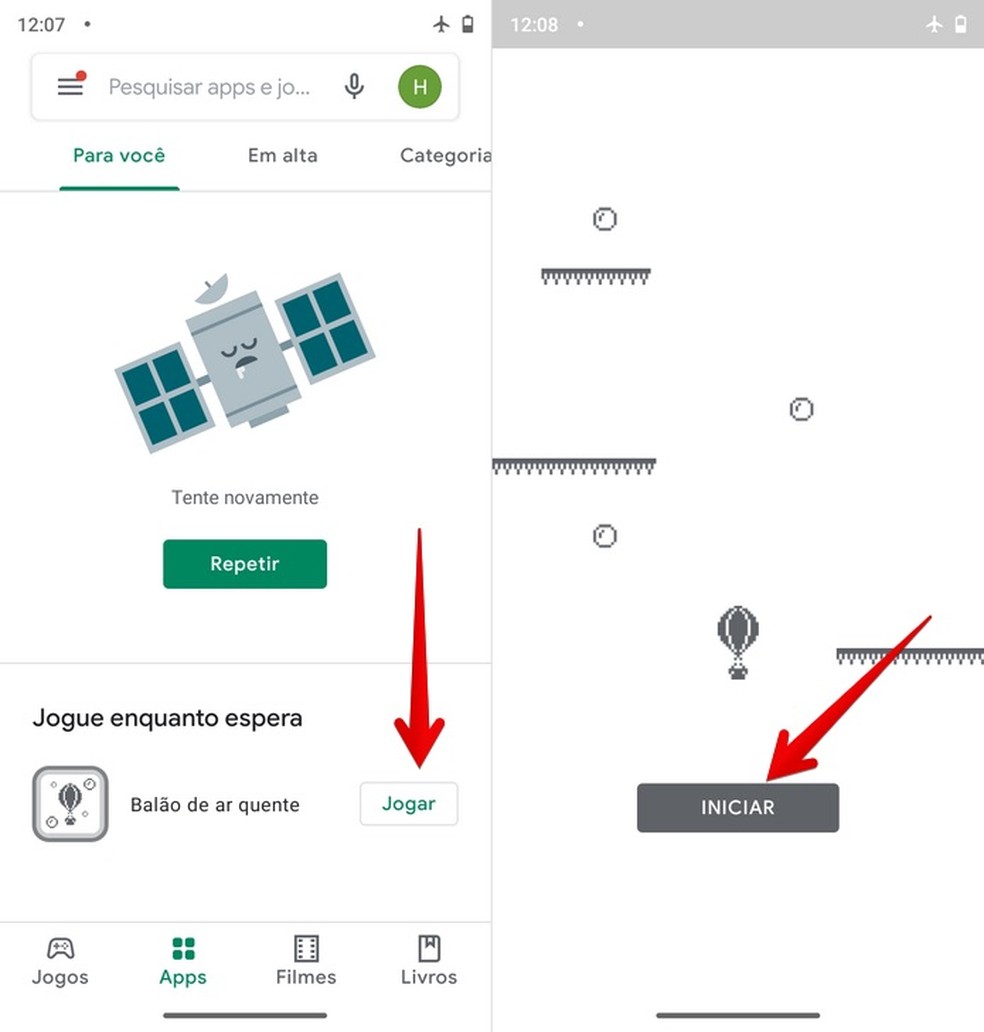 12:07
Pesquisar apps e jo...
H
Para você
Em alta
Categoria
Tente novamente
Repetir
Jogue enquanto espera
Balão de ar quente
Jogar
Jogos
Apps
Filmes
Livros
12:08
INICIAR